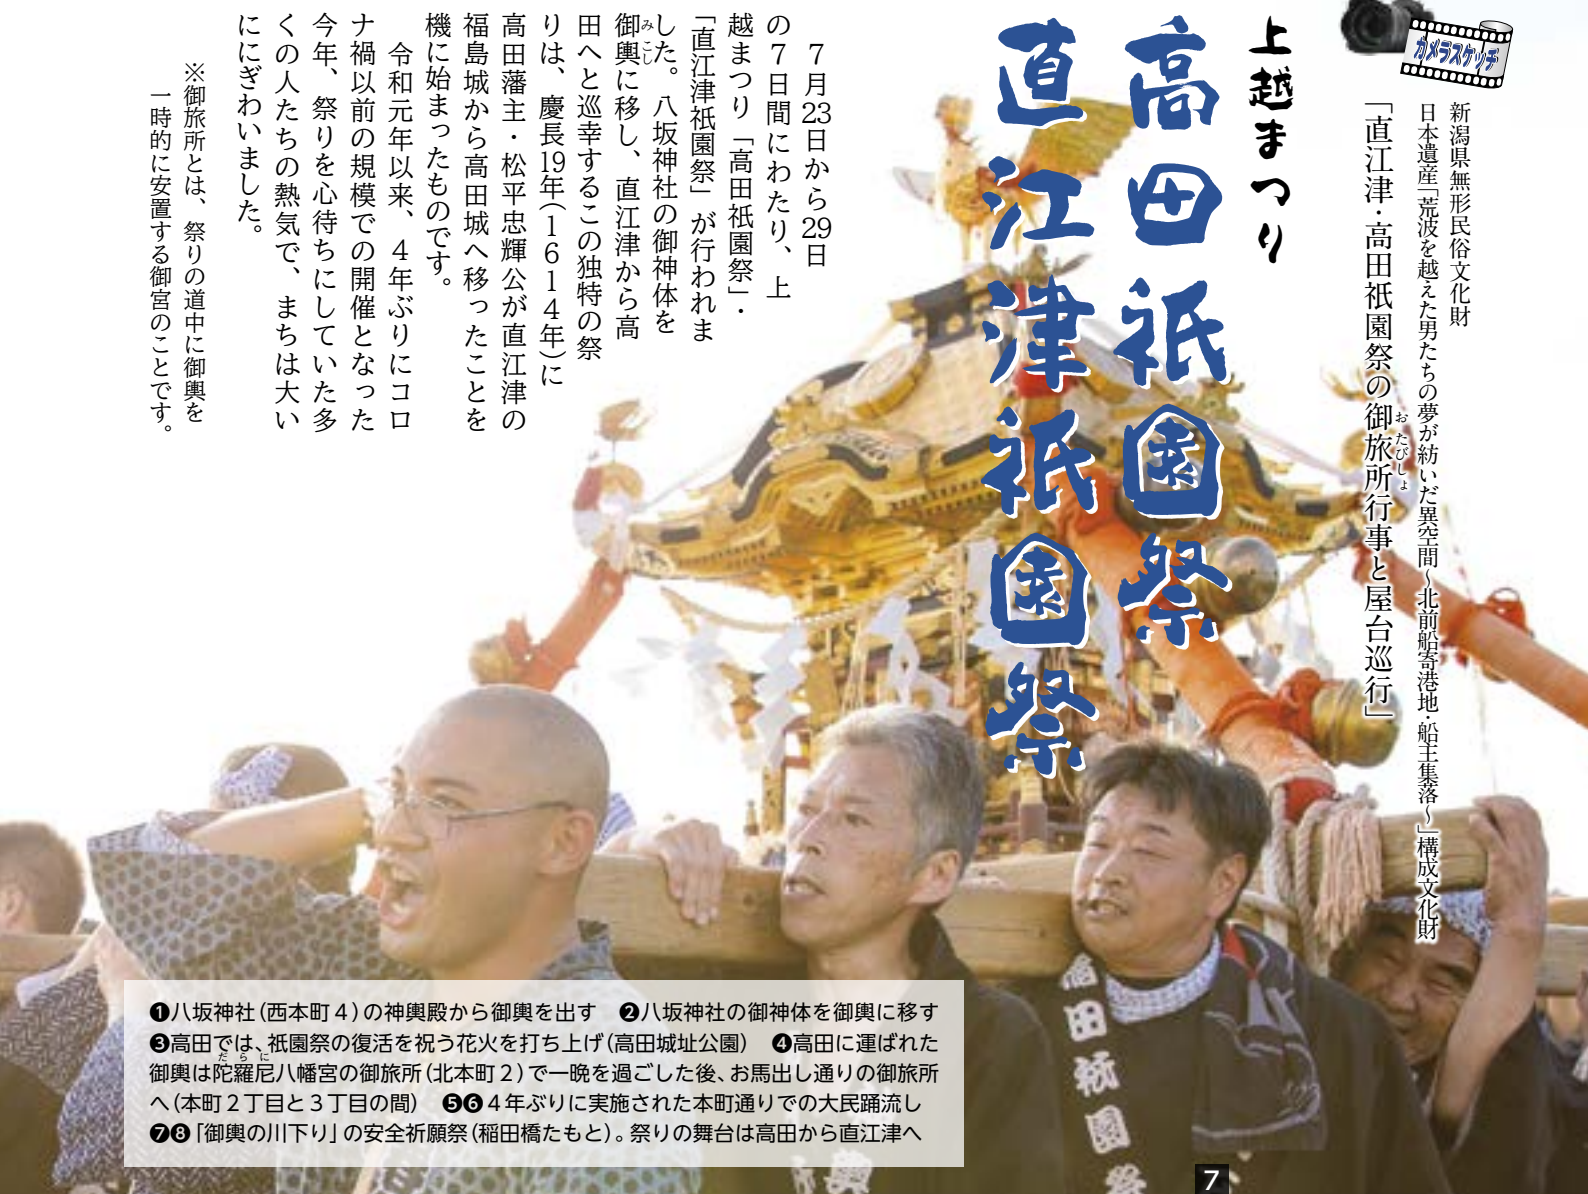 カメラスケッチ
新潟県無形民俗文化財
日本遺産「荒波を越えた男たちの夢が紡いだ異空間～北前船寄港地・船主集落～」構成文化財
「直江津・高田祇園祭の御旅所行事と屋台巡行」
おたびしょ
上越まつり
高田祇園祭
直江津祇園祭
７月23日から29日
の７日間にわたり、上
越まつり「高田祇園祭」・
「直江津祇園祭」が行われま
した。八坂神社の御神体を
御輿に移し、直江津から高
みこし
田へと巡幸するこの独特の祭
りは、慶長19年（１６１４年）に
高田藩主・松平忠輝公が直江津の
福島城から高田城へ移ったことを
機に始まったものです。
令和元年以来、４年ぶりにコロ
ナ禍以前の規模での開催となった
今年、祭りを心待ちにしていた多
くの人たちの熱気で、まちは大い
ににぎわいました。
※御旅所とは、祭りの道中に御輿を
一時的に安置する御宮のことです。
❶八坂神社（西本町４）の神輿殿から御輿を出す　❷八坂神社の御神体を御輿に移す
❸高田では、祇園祭の復活を祝う花火を打ち上げ（高田城址公園）　❹高田に運ばれた
だらに
御輿は陀羅尼八幡宮の御旅所（北本町２）で一晩を過ごした後、お馬出し通りの御旅所
へ（本町２丁目と３丁目の間）　❺❻４年ぶりに実施された本町通りでの大民踊流し
❼❽「御輿の川下り」の安全祈願祭（稲田橋たもと）。祭りの舞台は高田から直江津へ
高田祇園祭
7